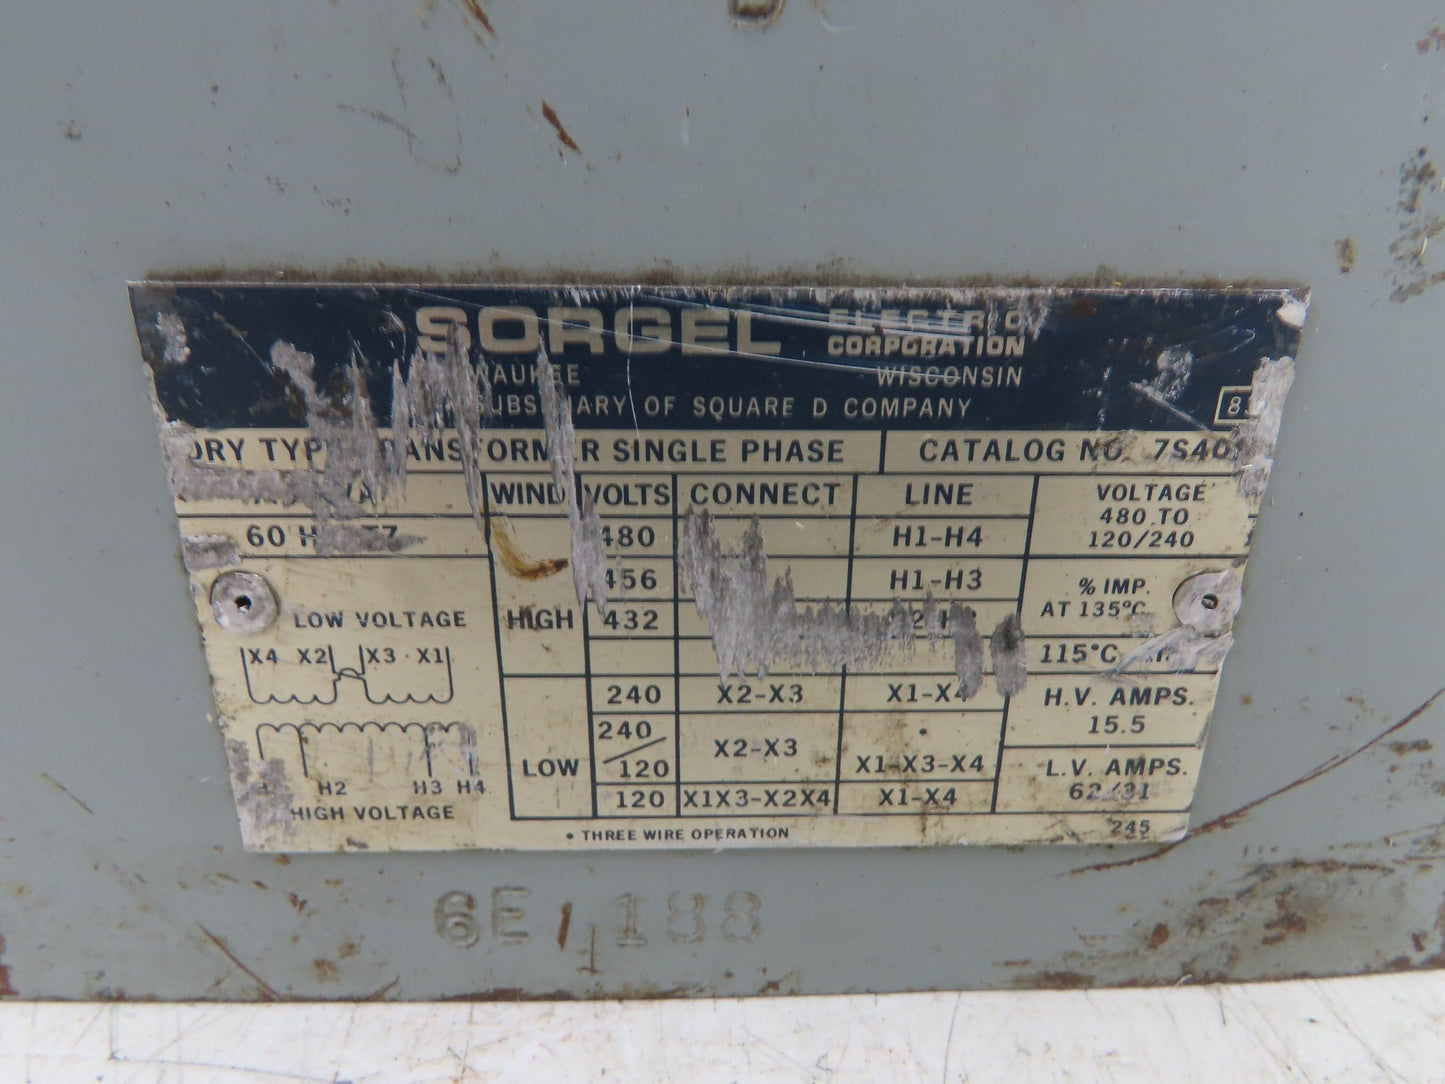 SORGEL ELECTRIC CORPORATION
WISCONSIN
OF SQUARE D COMPANY
SINGLE PHASE CATALOG NO.
WIND. VOLTS CONNECT LINE VOLTAGE 480 TO 120/240
60
480 H1-H4
456 H1-H3
HIGH 432
% IMP. AT 135°C
115°C
LOW VOLTAGE
X4 X2 X3 X1
H2 H3 H4
HIGH VOLTAGE
240 X2-X3 X1-X4
H.V. AMPS. 15.5
LOW 240/120 X2-X3 * X1-X3-X4
L.V. AMPS. 62/31
120 X1X3-X2X4 X1-X4
* THREE WIRE OPERATION
245
6E 188